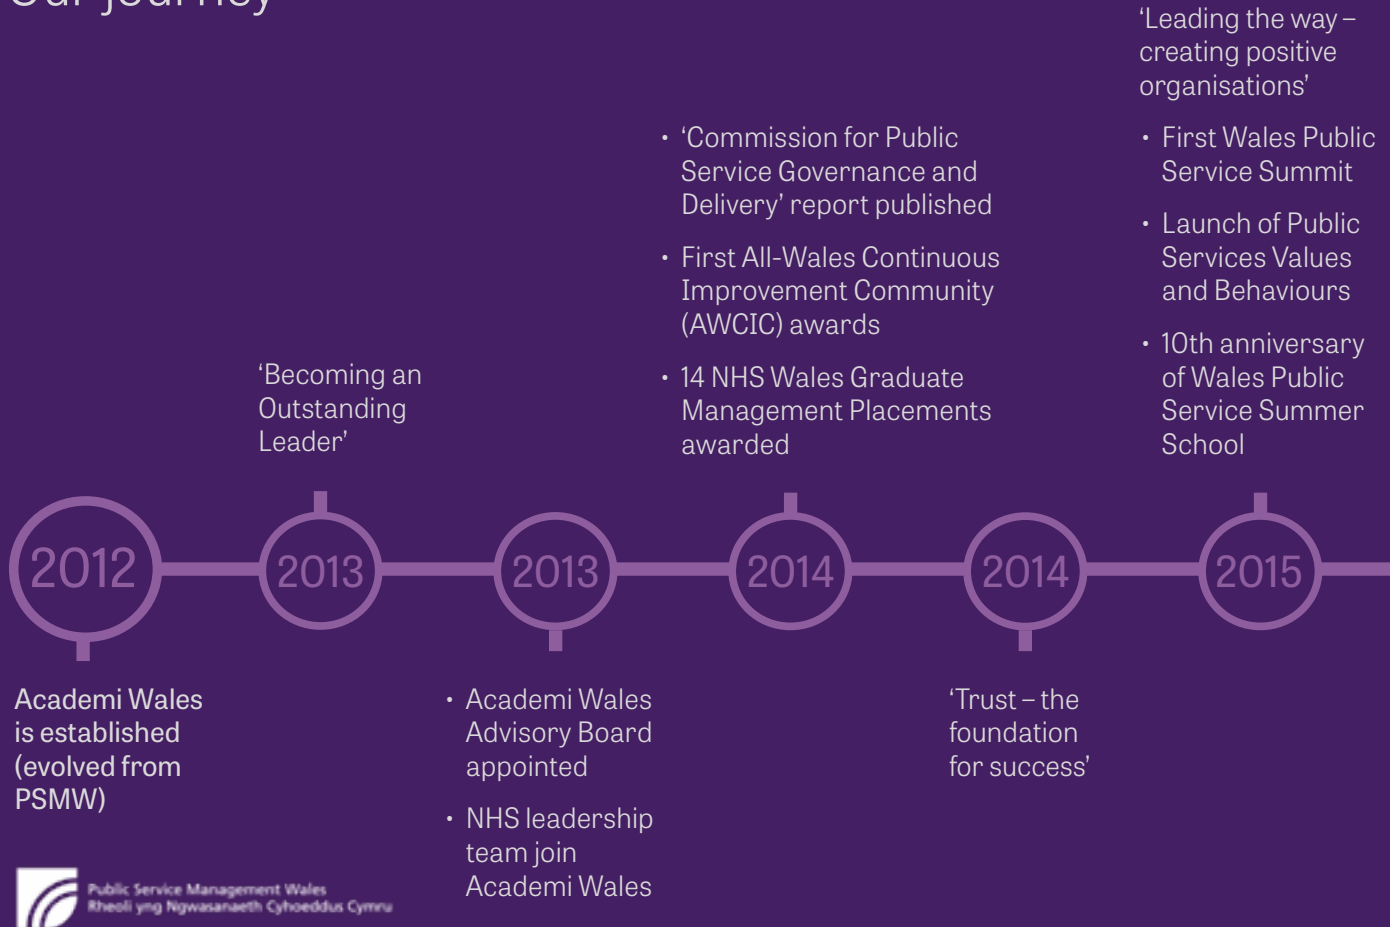 Our journey
'Leading the way –
creating positive
organisations'
• First Wales Public
Service Summit
• Launch of Public
Services Values
and Behaviours
• 10th anniversary
of Wales Public
Service Summer
School
• 'Commission for Public
Service Governance and
Delivery' report published
• First All-Wales Continuous
Improvement Community
(AWCIC) awards
• 14 NHS Wales Graduate
Management Placements
awarded
'Becoming an
Outstanding
Leader'
2012
2013
2013
2014
2014
2015
Academi Wales
is established
(evolved from
PSMW)
• Academi Wales
Advisory Board
appointed
• NHS leadership
team join
Academi Wales
'Trust – the
foundation
for success'
Public Service Management Wales
Rheoli yng Ngwasanaeth Cyhoeddus Cymru